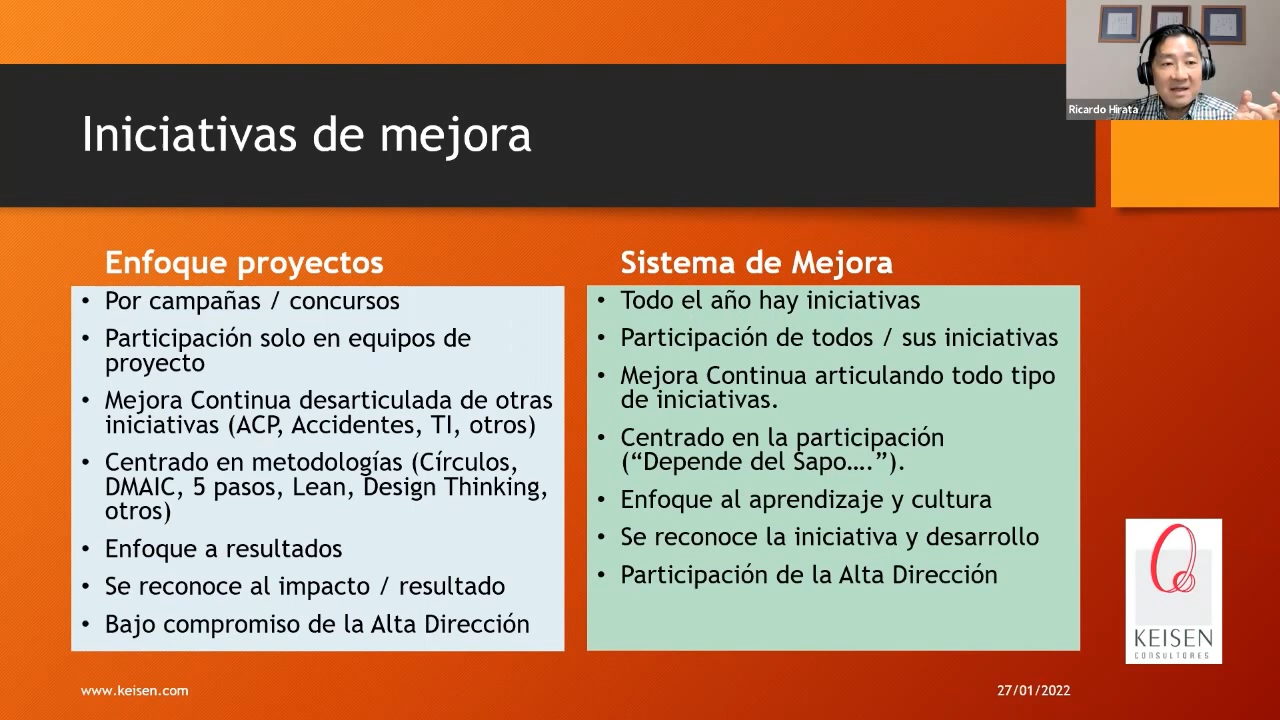 Ricardo Hirata
Iniciativas de mejora
Enfoque proyectos
• Por campañas / concursos
• Participación solo en equipos de
proyecto
• Mejora Continua desarticulada de otras
iniciativas (ACP, Accidentes, TI, otros)
• Centrado en metodologías (Círculos,
DMAIC, 5 pasos, Lean, Design Thinking,
otros)
• Enfoque a resultados
• Se reconoce al impacto / resultado
• Bajo compromiso de la Alta Dirección
Sistema de Mejora
• Todo el año hay iniciativas
• Participación de todos / sus iniciativas
• Mejora Continua articulando todo tipo
de iniciativas.
• Centrado en la participación
(“Depende del Sapo….”).
• Enfoque al aprendizaje y cultura
• Se reconoce la iniciativa y desarrollo
• Participación de la Alta Dirección
KEISEN
CONSULTORES
www.keisen.com
27/01/2022